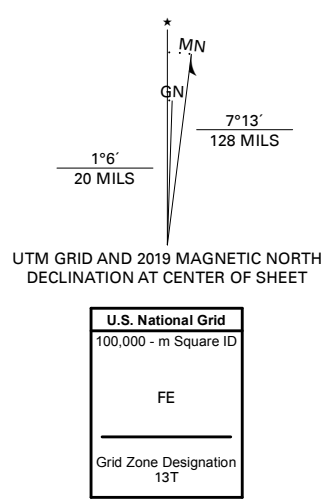 ★
MN
GN
7°13´
128 MILS
1°6´
20 MILS
UTM GRID AND 2019 MAGNETIC NORTH
DECLINATION AT CENTER OF SHEET
U.S. National Grid
100,000 - m Square ID
FE
Grid Zone Designation
13T